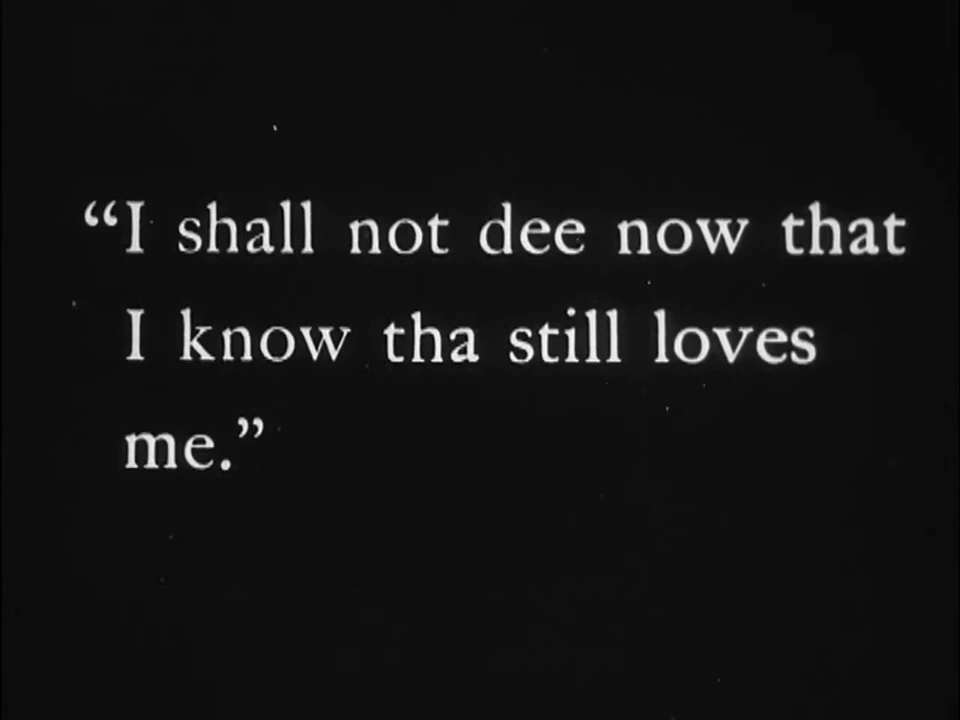 “I shall not dee now that
I know tha still loves
me.”